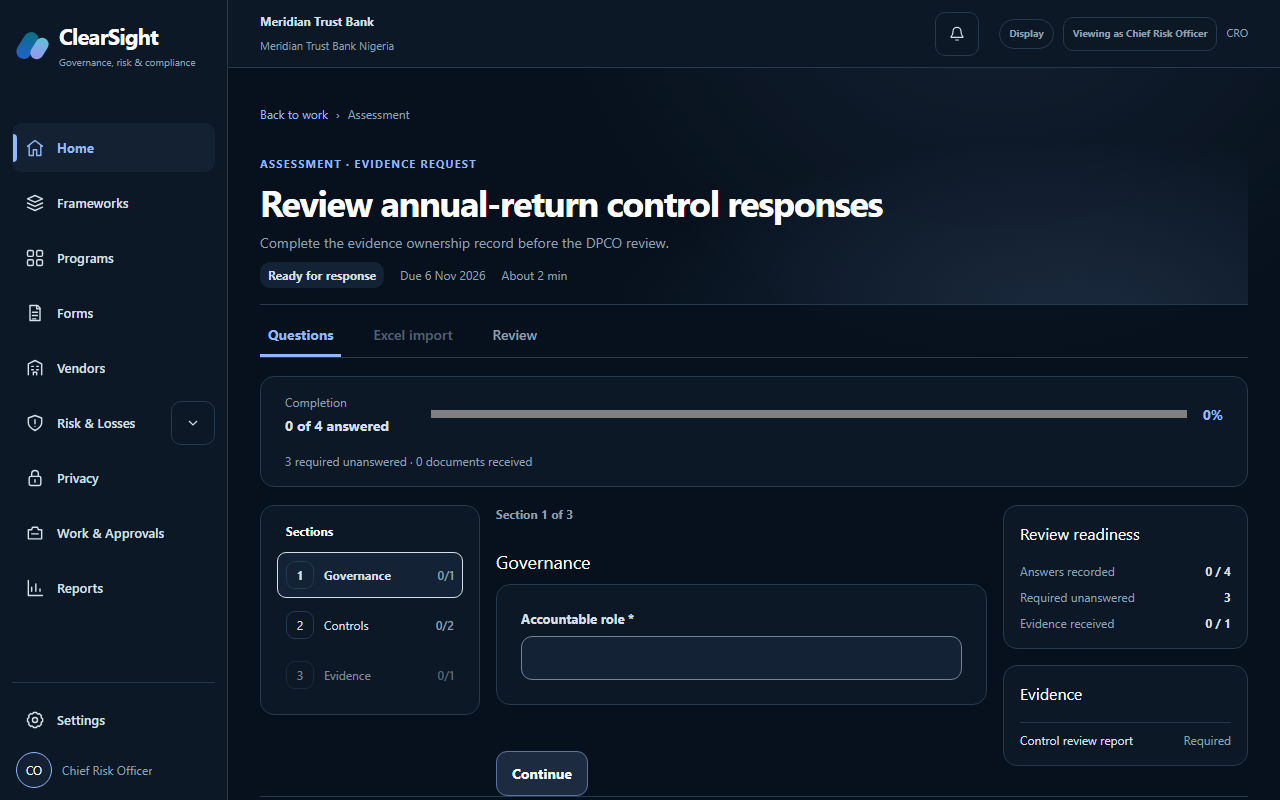 ClearSight
Governance, risk & compliance
Home
Frameworks
Programs
Forms
Vendors
Risk & Losses
Privacy
Work & Approvals
Reports
Settings
CO
Chief Risk Officer
Meridian Trust Bank
Meridian Trust Bank Nigeria
Display
Viewing as Chief Risk Officer
CRO
Back to work › Assessment
ASSESSMENT · EVIDENCE REQUEST
Review annual-return control responses
Complete the evidence ownership record before the DPCO review.
Ready for response
Due 6 Nov 2026
About 2 min
Questions
Excel import
Review
Completion
0 of 4 answered
0%
3 required unanswered · 0 documents received
Sections
1 Governance 0/1
2 Controls 0/2
3 Evidence 0/1
Section 1 of 3
Governance
Accountable role *
Continue
Review readiness
Answers recorded 0 / 4
Required unanswered 3
Evidence received 0 / 1
Evidence
Control review report Required